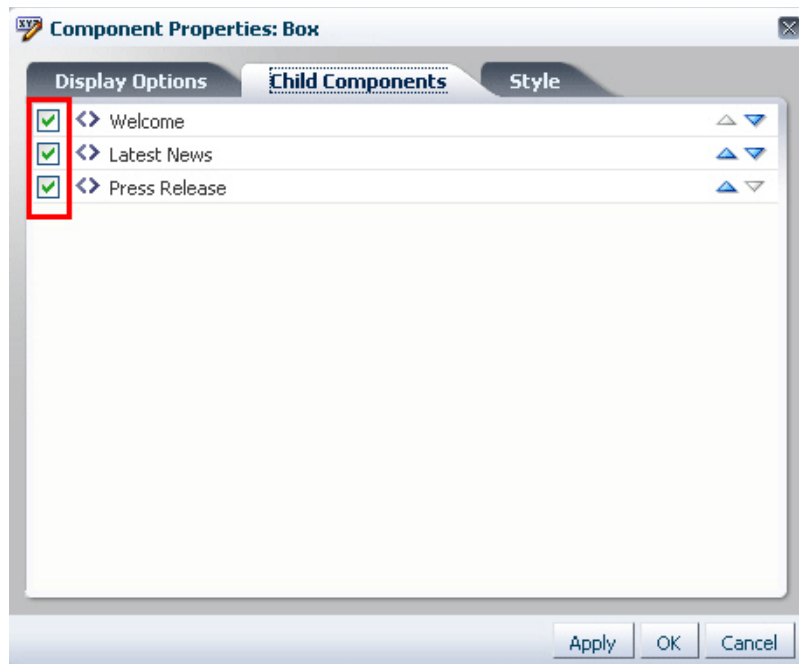 Component Properties: Box
Display Options Child Components Style
<> Welcome
<> Latest News
<> Press Release
Apply OK Cancel